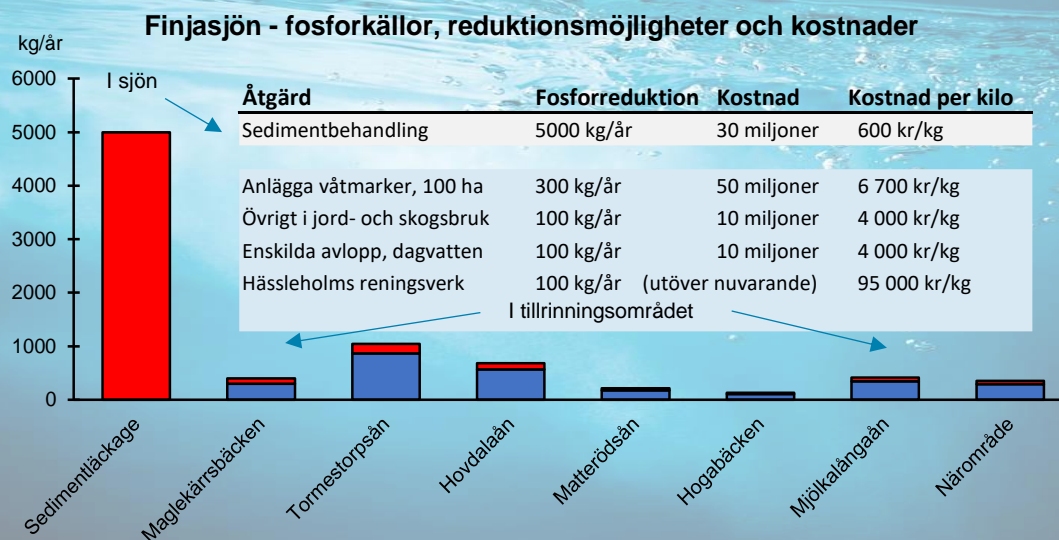 Finjasjön - fosforkällor, reduktionsmöjligheter och kostnader
kg/år
6000
5000
4000
3000
2000
1000
0
I sjön
Åtgärd Fosforreduktion Kostnad Kostnad per kilo
Sedimentbehandling 5000 kg/år 30 miljoner 600 kr/kg
Anlägga våtmarker, 100 ha 300 kg/år 50 miljoner 6 700 kr/kg
Övrigt i jord- och skogsbruk 100 kg/år 10 miljoner 4 000 kr/kg
Enskilda avlopp, dagvatten 100 kg/år 10 miljoner 4 000 kr/kg
Hässleholms reningsverk 100 kg/år (utöver nuvarande) 95 000 kr/kg
I tillrinningsområdet
Sedimentläckage
Maglekärrsbäcken
Tormestorpsån
Hovdalaån
Matterödsån
Hogabäcken
Mjölkalångaån
Närområde